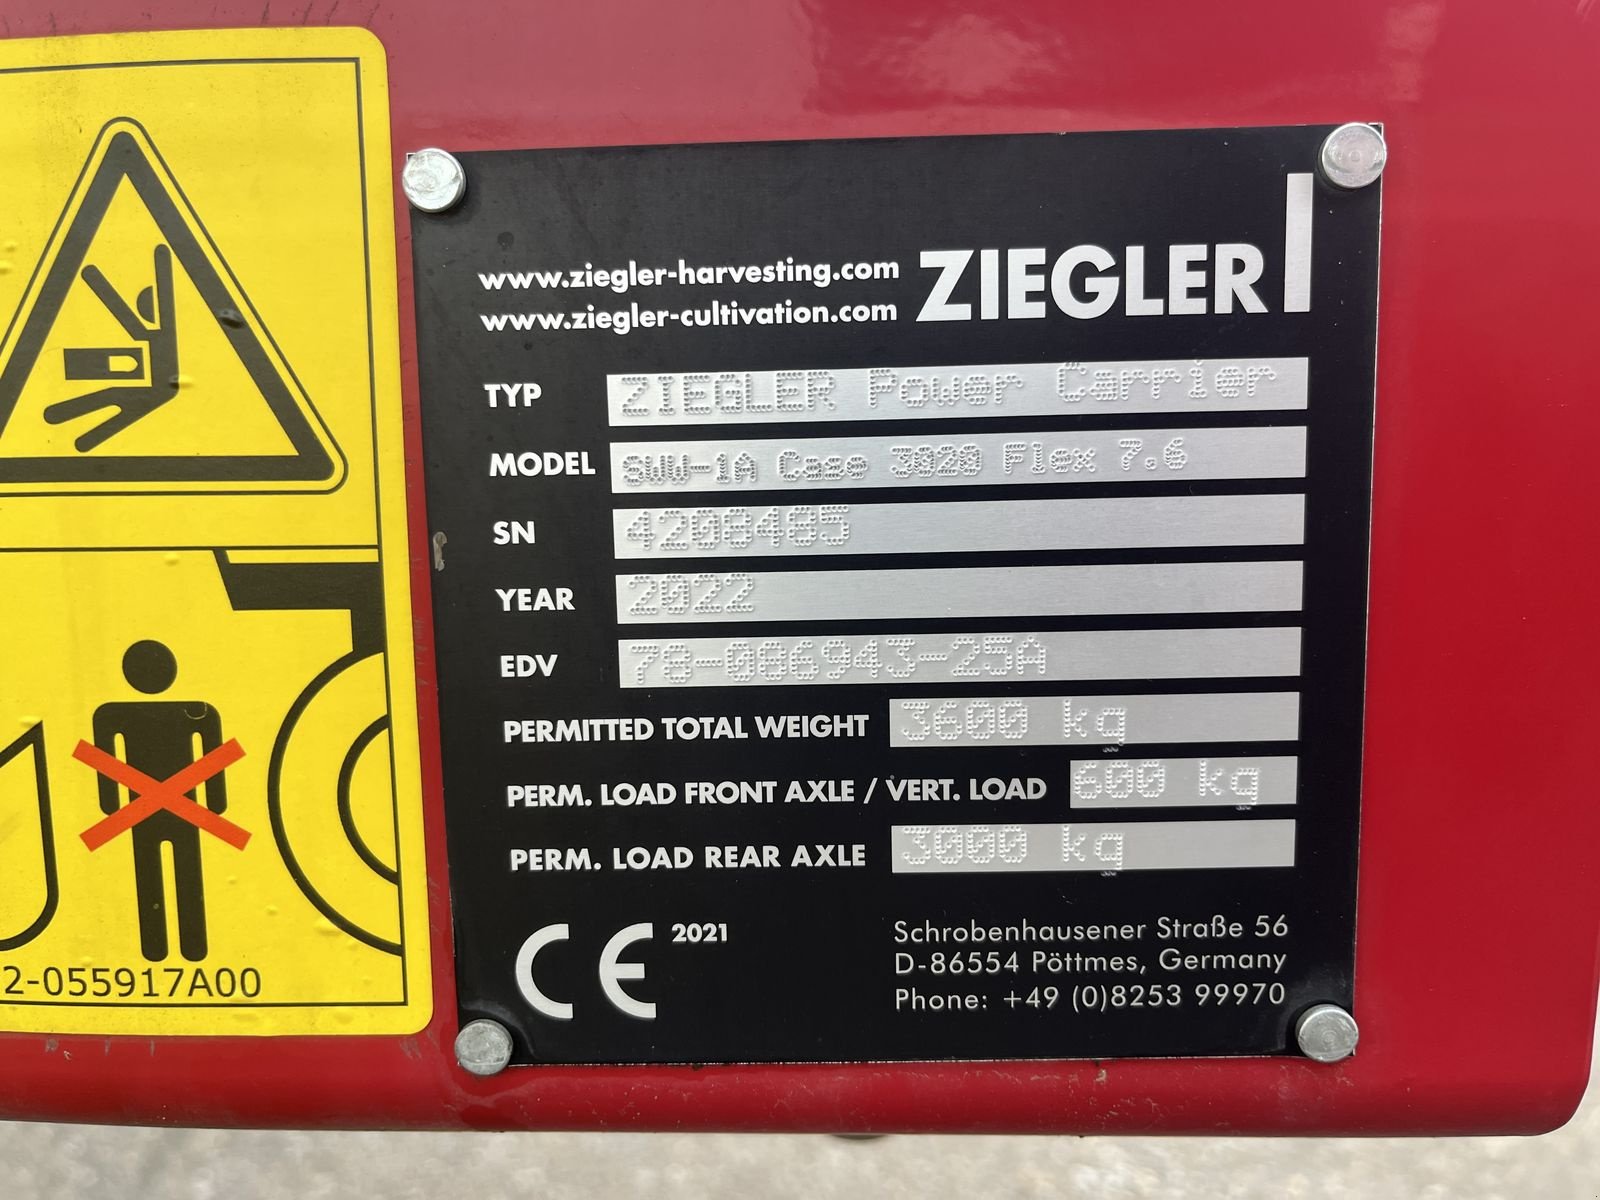 www.ziegler-harvesting.com
www.ziegler-cultivation.com
ZIEGLER
TYP ZIEGLER Power Carrier
MODEL SWW-1A Case 3020 Flex 7.6
SN 4208485
YEAR 2022
EDV 78-086943-25A
PERMITTED TOTAL WEIGHT 3600 kg
PERM. LOAD FRONT AXLE / VERT. LOAD 600 kg
PERM. LOAD REAR AXLE 3000 kg
CE 2021
Schrobenhausener Straße 56
D-86554 Pöttmes, Germany
Phone: +49 (0)8253 99970
2-055917A00